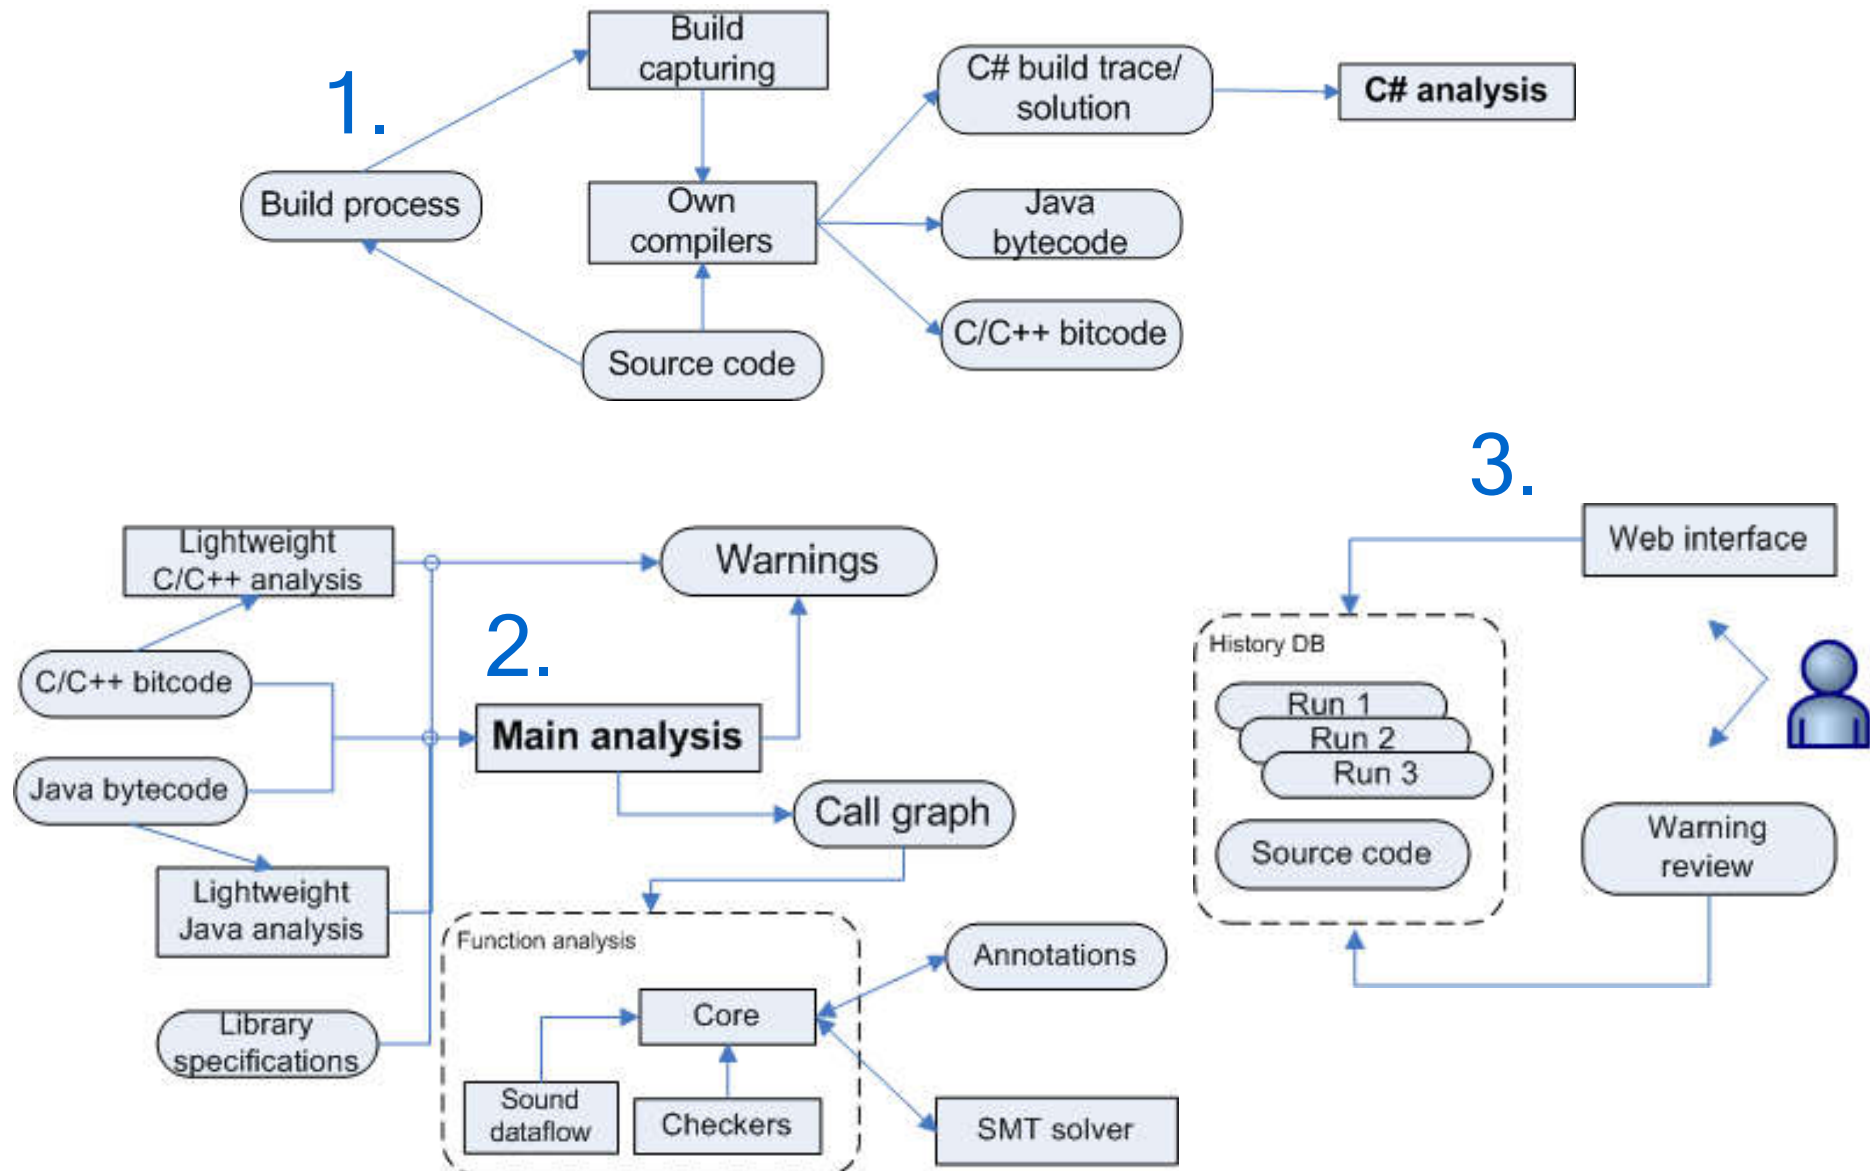 1.
Build
capturing
C# build trace/
solution
C# analysis
Build process
Own
compilers
Java
bytecode
C/C++ bitcode
Source code
2.
Lightweight
C/C++ analysis
Warnings
C/C++ bitcode
Main analysis
Java bytecode
Call graph
Lightweight
Java analysis
Function analysis
Annotations
Core
Library
specifications
Sound
dataflow
Checkers
SMT solver
3.
Web interface
History DB
Run 1
Run 2
Run 3
Source code
Warning
review